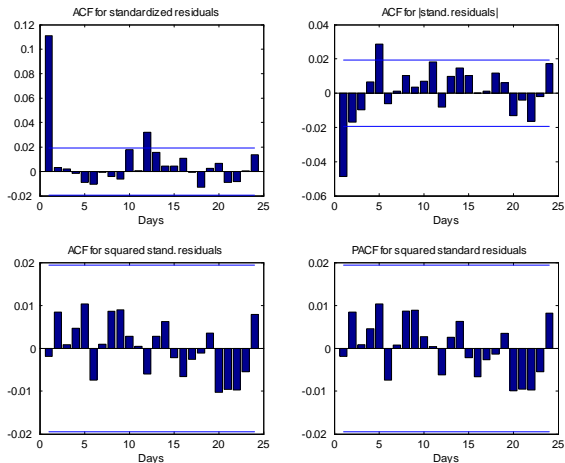 ACF for standardized residuals
0.12
0.1
0.08
0.06
0.04
0.02
0
-0.02
0 5 10 15 20 25
Days
ACF for |stand. residuals|
0.04
0.02
0
-0.02
-0.04
-0.06
0 5 10 15 20 25
Days
ACF for squared stand. residuals
0.02
0.01
0
-0.01
-0.02
0 5 10 15 20 25
Days
PACF for squared standard residuals
0.02
0.01
0
-0.01
-0.02
0 5 10 15 20 25
Days